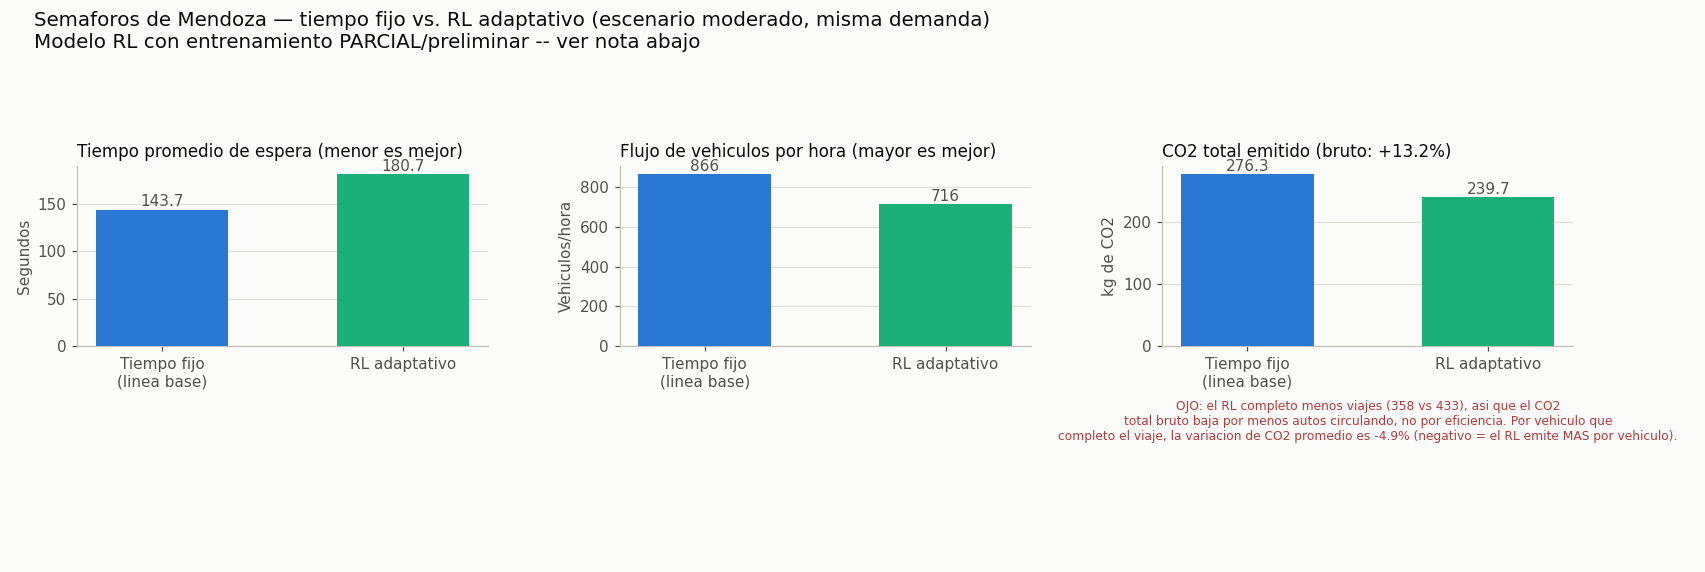 Semaforos de Mendoza — tiempo fijo vs. RL adaptativo (escenario moderado, misma demanda)
Modelo RL con entrenamiento PARCIAL/preliminar -- ver nota abajo
Tiempo promedio de espera (menor es mejor)
180.7
143.7
150
100
50
0
Segundos
Tiempo fijo
(linea base)
RL adaptativo
Flujo de vehiculos por hora (mayor es mejor)
866
716
800
600
400
200
0
Vehiculos/hora
Tiempo fijo
(linea base)
RL adaptativo
CO2 total emitido (bruto: +13.2%)
276.3
239.7
200
100
0
kg de CO2
Tiempo fijo
(linea base)
RL adaptativo
OJO: el RL completo menos viajes (358 vs 433), asi que el CO2
total bruto baja por menos autos circulando, no por eficiencia. Por vehiculo que
completo el viaje, la variacion de CO2 promedio es -4.9% (negativo = el RL emite MAS por vehiculo).